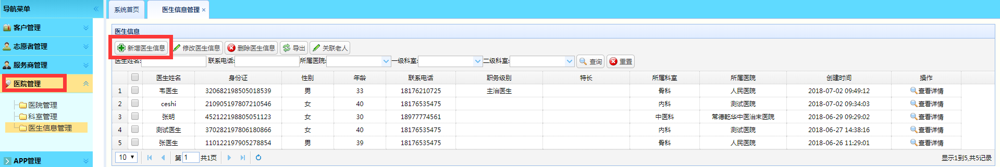 导航菜单
系统首页
医生信息管理
客户管理
志愿者管理
服务商管理
医院管理
医院管理
科室管理
医生信息管理
APP管理
医生信息
新增医生信息 修改医生信息 删除医生信息 导出 关联老人
医生姓名: 联系电话: 所属医院: 一级科室: 二级科室: 查询 重置
医生姓名 身份证 性别 年龄 联系电话 职务级别 特长 所属科室 所属医院 创建时间 操作
1 韦医生 320682198505018539 男 33 18176210725 主治医生 骨科 人民医院 2018-07-02 09:49:12 查看详情
2 ceshi 210905197807210546 女 40 18176535475 内科 测试医院 2018-07-02 09:34:03 查看详情
3 张明 452122198805051123 女 30 18977774561 中医科 常德乾华中医治末医院 2018-06-29 09:29:02 查看详情
4 测试医生 370282197806180866 女 40 18176535475 内科 测试医院 2018-06-27 14:38:16 查看详情
5 张医生 110122197905278854 男 39 18176535475 骨科 人民医院 2018-06-26 11:29:01 查看详情
10 第 1 共1页 显示1到5,共5记录